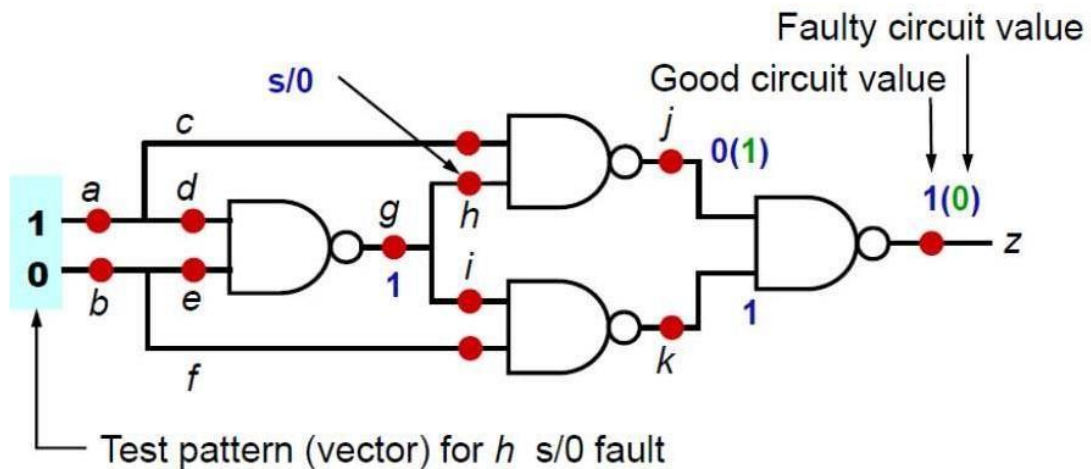 Faulty circuit value
Good circuit value
s/0
c
j
0(1)
1(0)
a
d
1
g
h
z
0
1
i
b
e
1
k
f
Test pattern (vector) for h s/0 fault